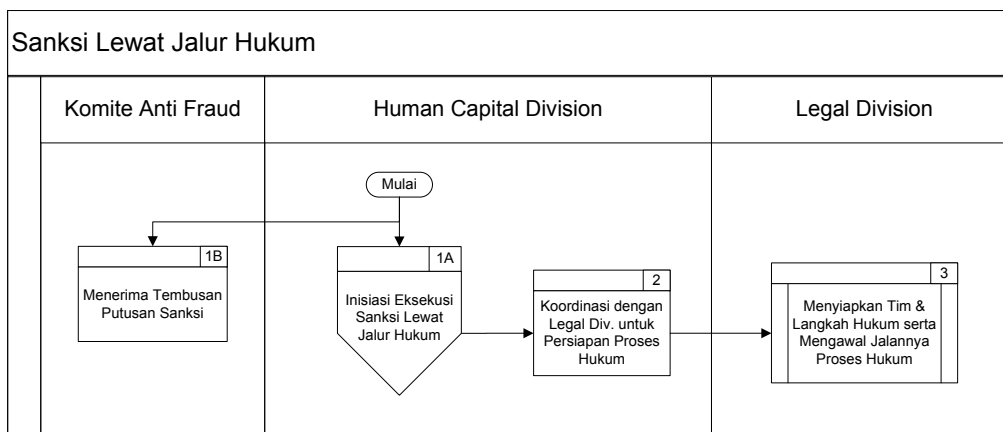 Sanksi Lewat Jalur Hukum
Komite Anti Fraud
Human Capital Division
Legal Division
Mulai
1B
Menerima Tembusan
Putusan Sanksi
1A
Inisiasi Eksekusi
Sanksi Lewat
Jalur Hukum
2
Koordinasi dengan
Legal Div. untuk
Persiapan Proses
Hukum
3
Menyiapkan Tim &
Langkah Hukum serta
Mengawal Jalannya
Proses Hukum